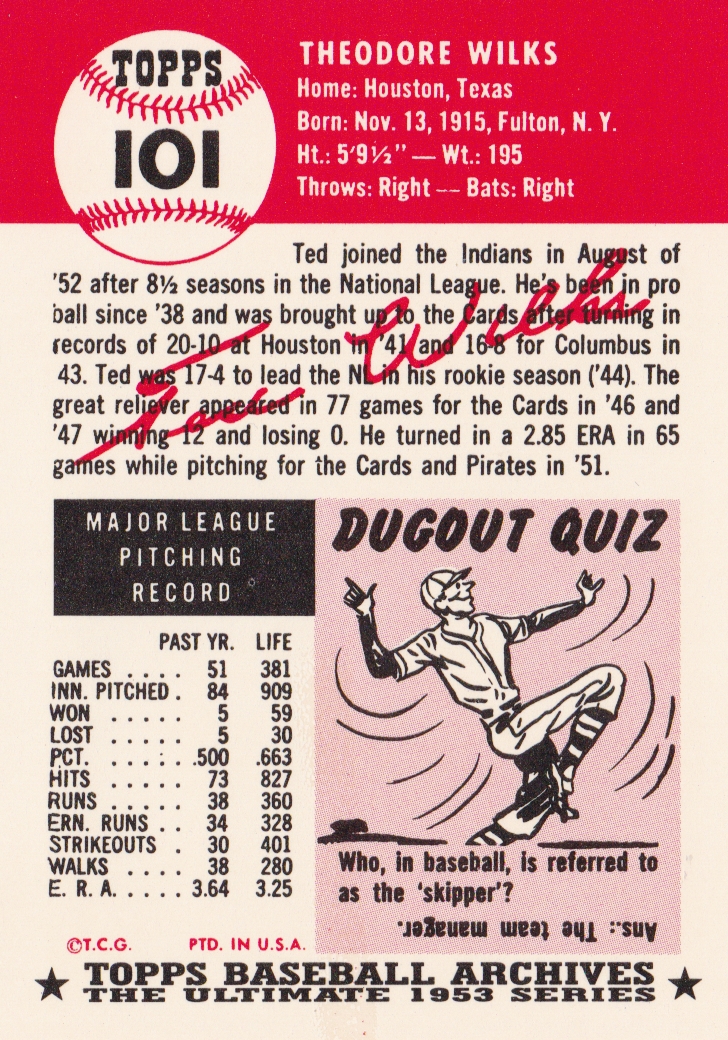 TOPPS
101
THEODORE WILKS
Home: Houston, Texas
Born: Nov. 13, 1915, Fulton, N. Y.
Ht.: 5'9½" — Wt.: 195
Throws: Right -- Bats: Right
Ted joined the Indians in August of
'52 after 8½ seasons in the National League. He's been in pro
ball since '38 and was brought up to the Cards after turning in
records of 20-10 at Houston in '41 and 16-8 for Columbus in
43. Ted was 17-4 to lead the NL in his rookie season ('44). The
great reliever appeared in 77 games for the Cards in '46 and
'47 winning 12 and losing 0. He turned in a 2.85 ERA in 65
games while pitching for the Cards and Pirates in '51.
Ted Wilks
MAJOR LEAGUE
PITCHING
RECORD
PAST YR. LIFE
GAMES . . . . 51 381
INN. PITCHED . 84 909
WON . . . . . 5 59
LOST . . . . . 5 30
PCT. . . . . . .500 .663
HITS . . . . . 73 827
RUNS . . . . . 38 360
ERN. RUNS . . 34 328
STRIKEOUTS . 30 401
WALKS . . . . 38 280
E. R. A. . . . . 3.64 3.25
DUGOUT QUIZ
Who, in baseball, is referred to
as the 'skipper'?
Ans.: The team manager.
©T.C.G. PTD. IN U.S.A.
★ TOPPS BASEBALL ARCHIVES ★
THE ULTIMATE 1953 SERIES